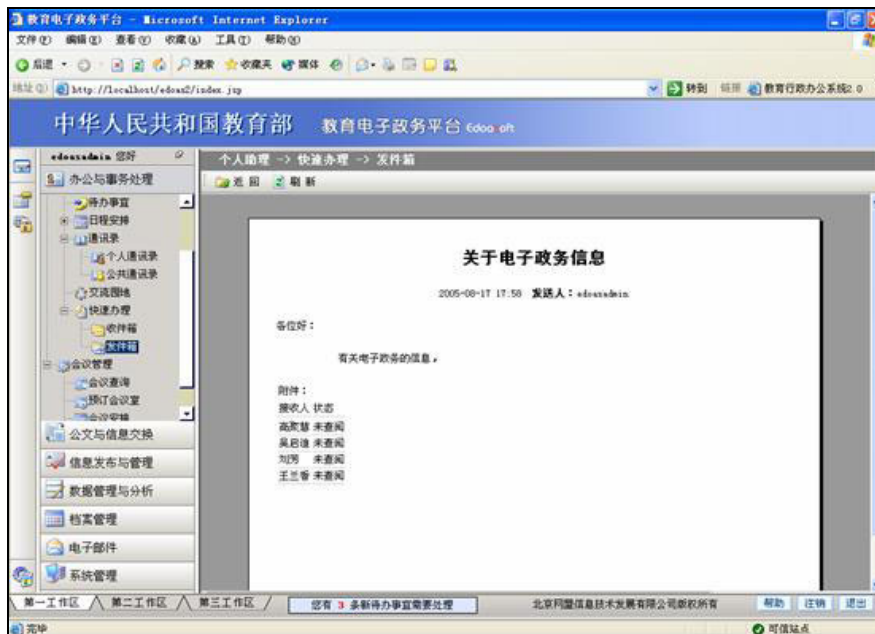 教育电子政务平台 - Microsoft Internet Explorer
文件(F) 编辑(E) 查看(V) 收藏(A) 工具(T) 帮助(H)
后退 搜索 收藏夹 媒体
地址(D) http://localhost/edoas2/index.jsp 转到 链接 教育行政办公系统2.0
中华人民共和国教育部 教育电子政务平台
edoasadmin 您好
个人助理 -> 快速办理 -> 发件箱
办公与事务处理
返回 刷新
待办事宜
日程安排
通讯录
个人通讯录
公共通讯录
交流园地
快速办理
收件箱
发件箱
会议管理
会议查询
预订会议室
会议安排
公文与信息交换
信息发布与管理
数据管理与分析
档案管理
电子邮件
系统管理
关于电子政务信息
2005-08-17 17:58 发送人:edoasadmin
各位好:
有关电子政务的信息,
附件:
接收人 状态
未查阅
未查阅
刘芳 未查阅
王兰香 未查阅
第一工作区 第二工作区 第三工作区 您有 3 条新待办事宜需要处理 北京网盟信息技术发展有限公司版权所有 帮助 注销 退出
完毕 可信站点